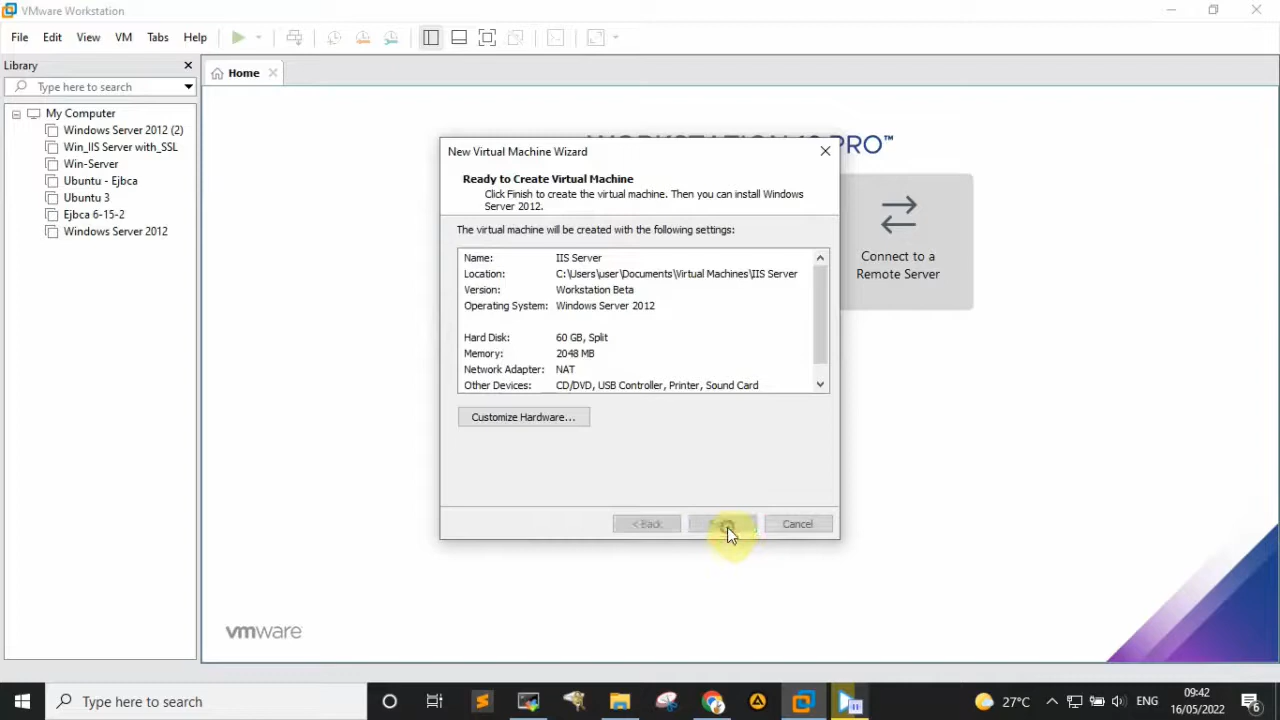 VMware Workstation
File Edit View VM Tabs Help
Library
Type here to search
Home
My Computer
Windows Server 2012 (2)
Win_IIS Server with_SSL
Win-Server
Ubuntu - Ejbca
Ubuntu 3
Ejbca 6-15-2
Windows Server 2012
PRO™
Connect to a
Remote Server
New Virtual Machine Wizard
Ready to Create Virtual Machine
Click Finish to create the virtual machine. Then you can install Windows
Server 2012.
The virtual machine will be created with the following settings:
Name: IIS Server
Location: C:\Users\user\Documents\Virtual Machines\IIS Server
Version: Workstation Beta
Operating System: Windows Server 2012
Hard Disk: 60 GB, Split
Memory: 2048 MB
Network Adapter: NAT
Other Devices: CD/DVD, USB Controller, Printer, Sound Card
Customize Hardware...
< Back
Cancel
vmware
Type here to search
27°C
ENG
09:42
16/05/2022
6